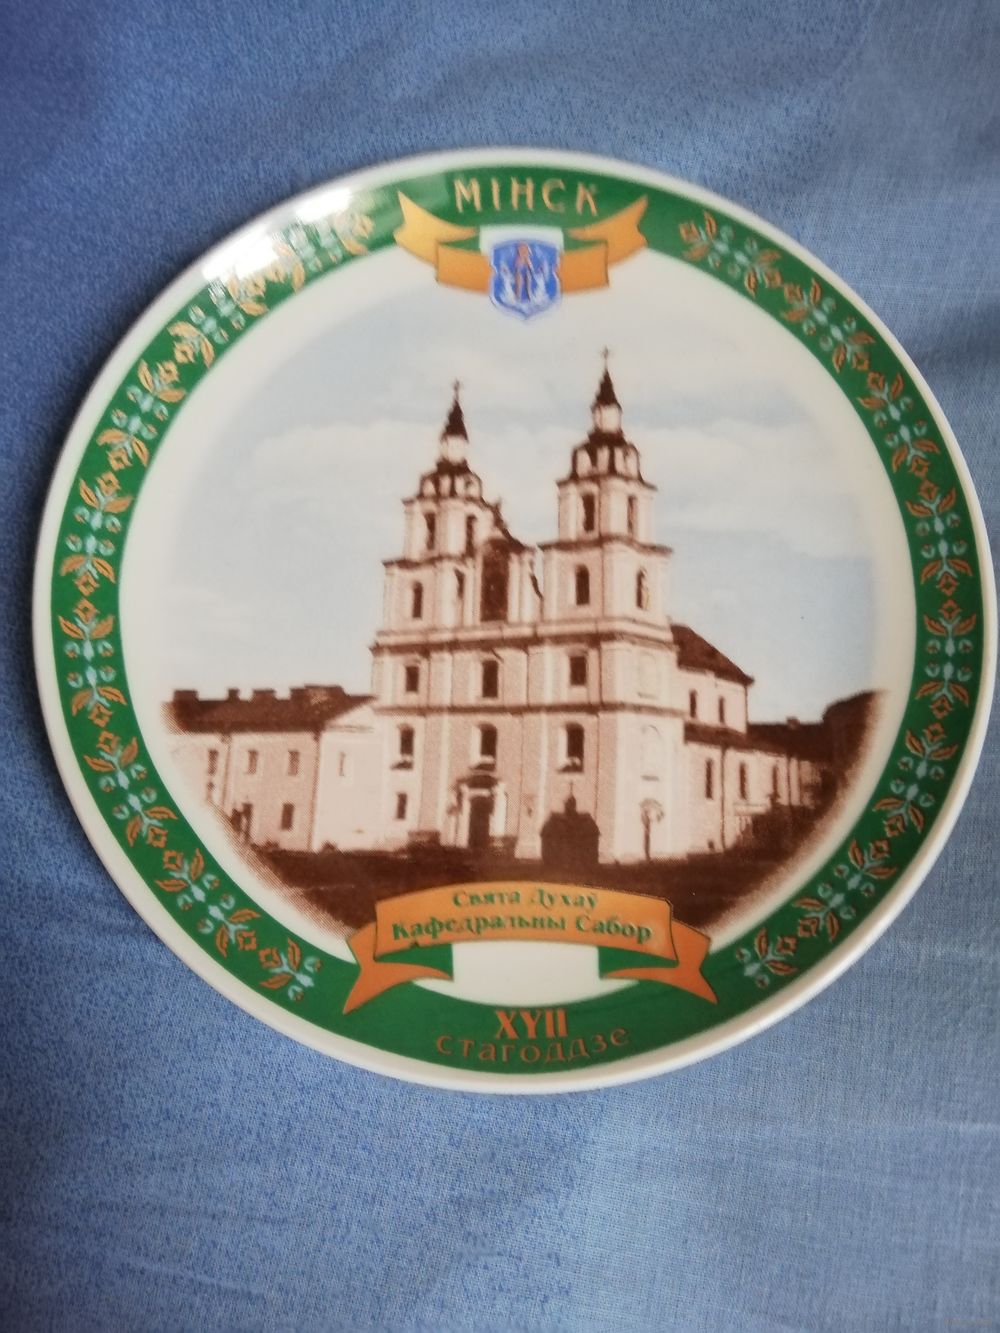 МІНСК
Свята Духаў
Кафедральны Сабор
XYII
стагоддзе